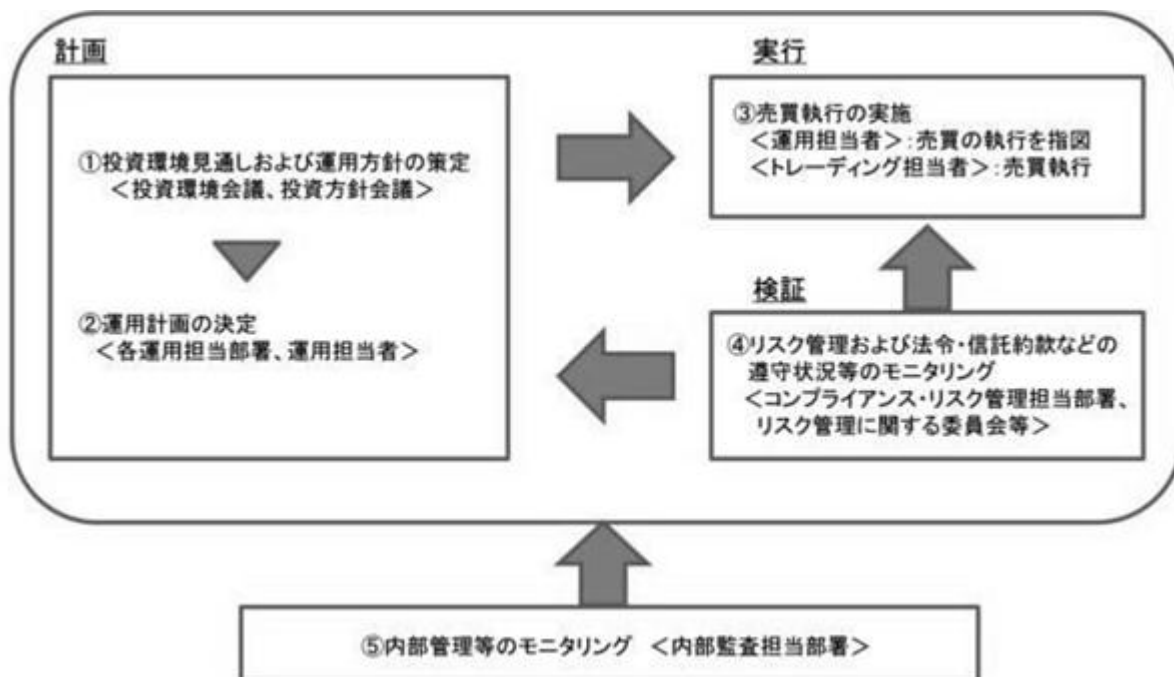 計画
①投資環境見通しおよび運用方針の策定
＜投資環境会議、投資方針会議＞
②運用計画の決定
＜各運用担当部署、運用担当者＞
実行
③売買執行の実施
＜運用担当者＞：売買の執行を指図
＜トレーディング担当者＞：売買執行
検証
④リスク管理および法令・信託約款などの
遵守状況等のモニタリング
＜コンプライアンス・リスク管理担当部署、
リスク管理に関する委員会等＞
⑤内部管理等のモニタリング ＜内部監査担当部署＞